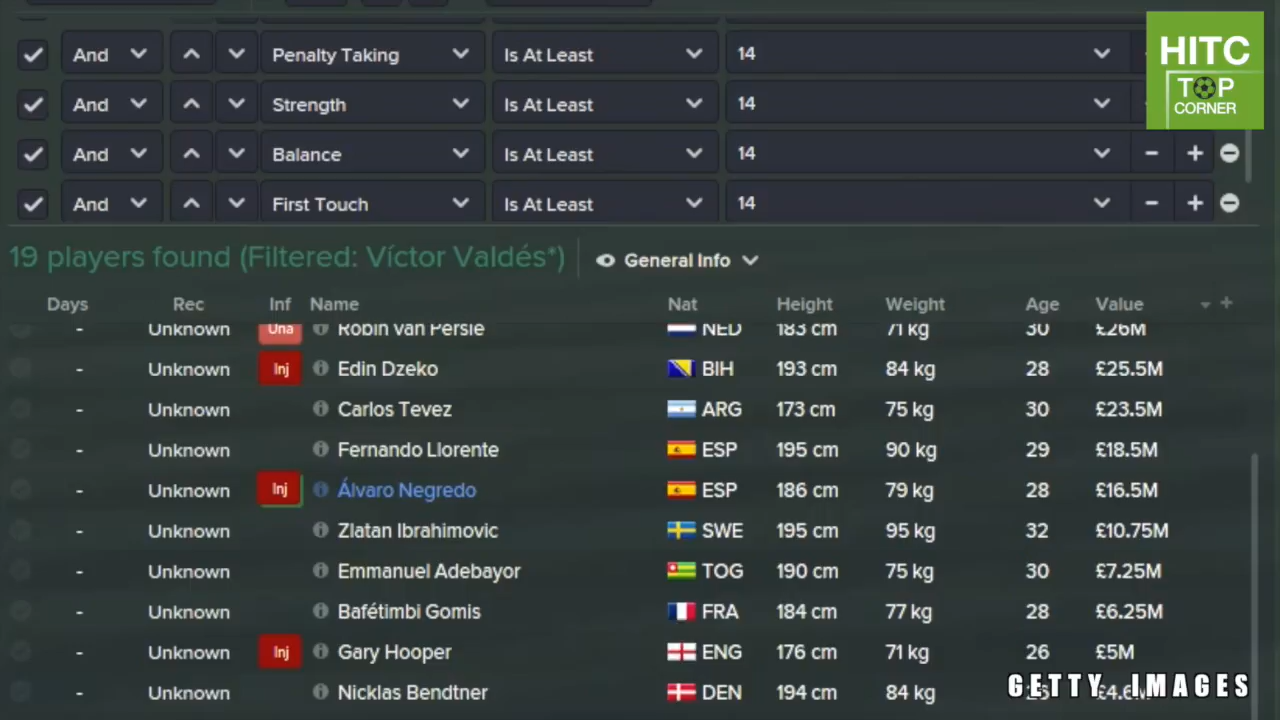 And Penalty Taking Is At Least 14
And Strength Is At Least 14
And Balance Is At Least 14
And First Touch Is At Least 14
HITC
TOP
CORNER
19 players found (Filtered: Víctor Valdés*) General Info
Days Rec Inf Name Nat Height Weight Age Value
- Unknown Una Robin van Persie NED 183 cm 71 kg 30 £26M
- Unknown Inj Edin Dzeko BIH 193 cm 84 kg 28 £25.5M
- Unknown Carlos Tevez ARG 173 cm 75 kg 30 £23.5M
- Unknown Fernando Llorente ESP 195 cm 90 kg 29 £18.5M
- Unknown Inj Álvaro Negredo ESP 186 cm 79 kg 28 £16.5M
- Unknown Zlatan Ibrahimovic SWE 195 cm 95 kg 32 £10.75M
- Unknown Emmanuel Adebayor TOG 190 cm 75 kg 30 £7.25M
- Unknown Bafétimbi Gomis FRA 184 cm 77 kg 28 £6.25M
- Unknown Inj Gary Hooper ENG 176 cm 71 kg 26 £5M
- Unknown Nicklas Bendtner DEN 194 cm 84 kg
GETTY IMAGES